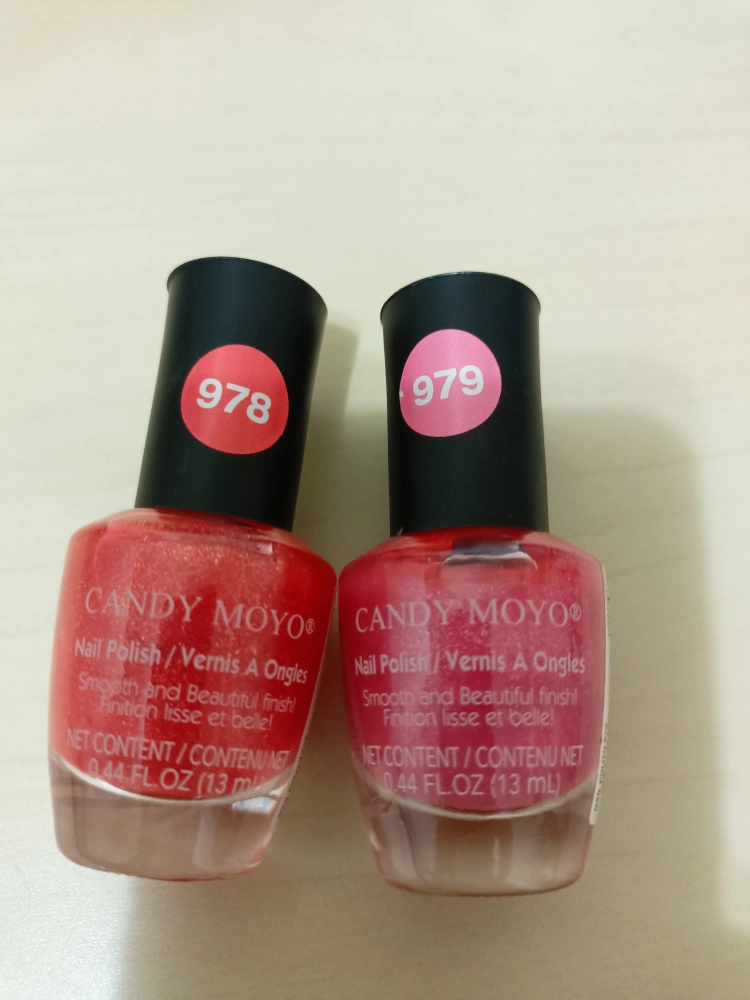 978
CANDY MOYO®
Nail Polish / Vernis A Ongles
Smooth and Beautiful finish!
Finition lisse et belle!
NET CONTENT / CONTENU NET
0.44 FL.OZ (13 mL)
979
CANDY MOYO®
Nail Polish / Vernis A Ongles
Smooth and Beautiful finish!
Finition lisse et belle!
NET CONTENT / CONTENU NET
0.44 FL.OZ (13 mL)